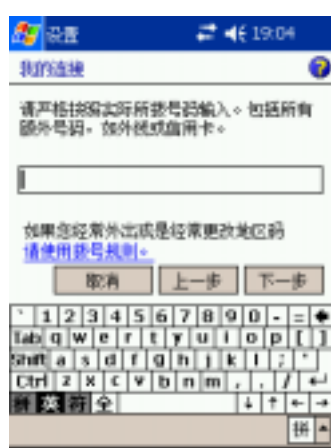 设置 19:04
我的连接
请严格按照实际所拨号码输入。包括所有
额外号码，如外线或信用卡。
如果您经常外出或是经常更改地区码
请使用拨号规则。
取消 上一步 下一步
` 1 2 3 4 5 6 7 8 9 0 - =
Tab q w e r t y u i o p [ ]
Shift a s d f g h j k l ; '
Ctrl z x c v b n m , . /
拼 英 符 全
拼